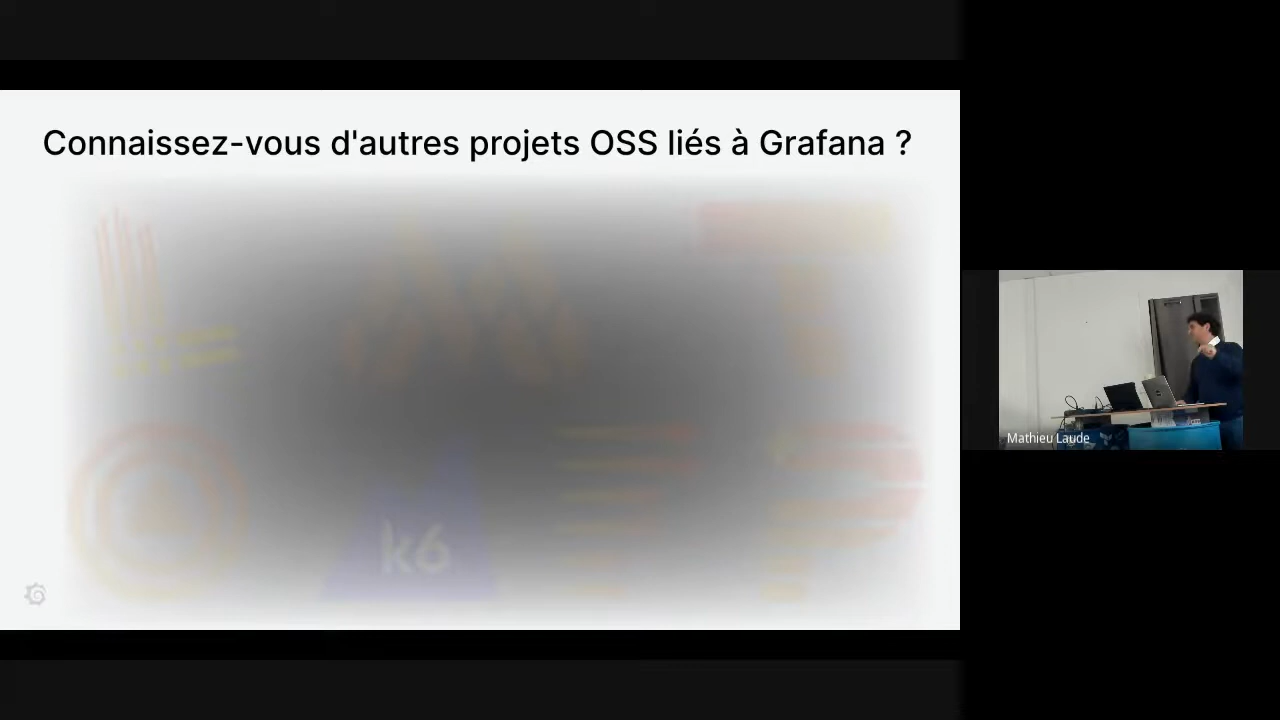 Connaissez-vous d'autres projets OSS liés à Grafana ?
k6
Mathieu Laude